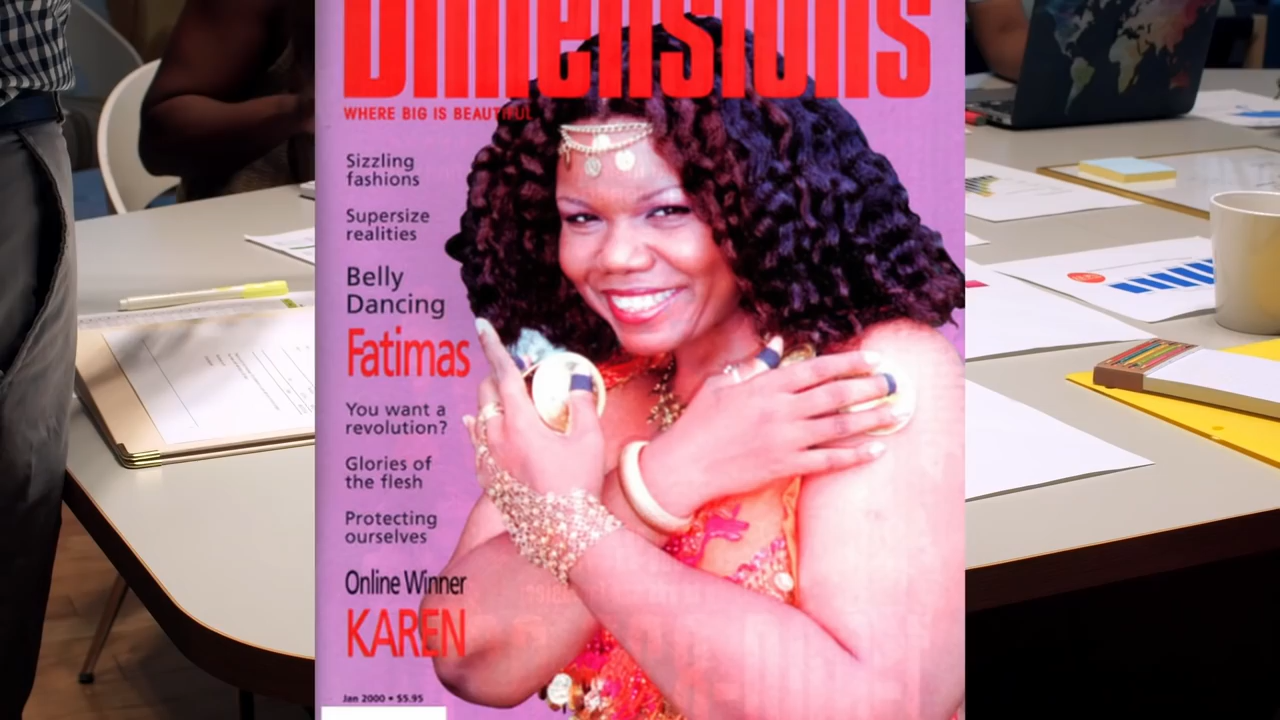 Dimensions
WHERE BIG IS BEAUTIFUL
Sizzling
fashions
Supersize
realities
Belly
Dancing
Fatimas
You want a
revolution?
Glories of
the flesh
Protecting
ourselves
Online Winner
KAREN
Jan 2000 • $5.95